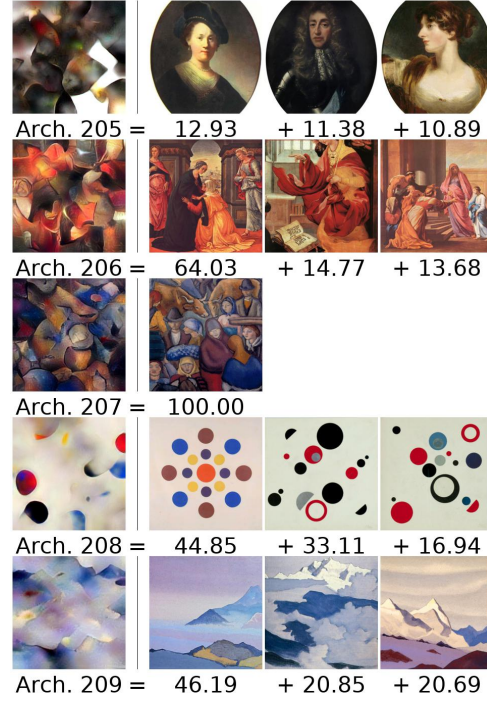 Arch. 205 = 12.93 + 11.38 + 10.89
Arch. 206 = 64.03 + 14.77 + 13.68
Arch. 207 = 100.00
Arch. 208 = 44.85 + 33.11 + 16.94
Arch. 209 = 46.19 + 20.85 + 20.69